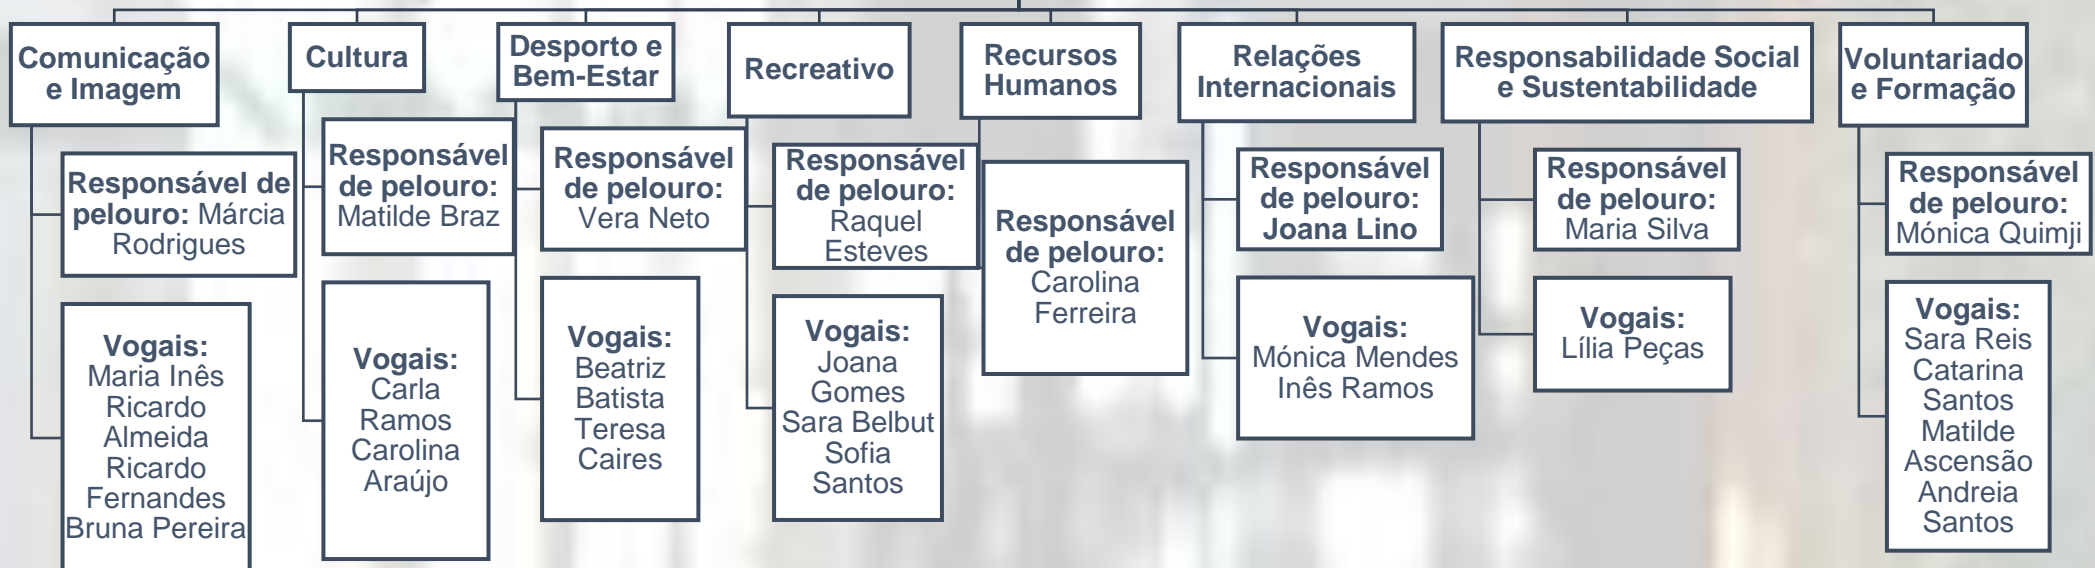 Comunicação
e Imagem
Responsável de
pelouro: Márcia
Rodrigues
Vogais:
Maria Inês
Ricardo
Almeida
Ricardo
Fernandes
Bruna Pereira
Cultura
Responsável
de pelouro:
Matilde Braz
Vogais:
Carla
Ramos
Carolina
Araújo
Desporto e
Bem-Estar
Responsável
de pelouro:
Vera Neto
Vogais:
Beatriz
Batista
Teresa
Caires
Recreativo
Responsável
de pelouro:
Raquel
Esteves
Vogais:
Joana
Gomes
Sara Belbut
Sofia
Santos
Recursos
Humanos
Responsável
de pelouro:
Carolina
Ferreira
Relações
Internacionais
Responsável
de pelouro:
Joana Lino
Vogais:
Mónica Mendes
Inês Ramos
Responsabilidade Social
e Sustentabilidade
Responsável
de pelouro:
Maria Silva
Vogais:
Lília Peças
Voluntariado
e Formação
Responsável
de pelouro:
Mónica Quimji
Vogais:
Sara Reis
Catarina
Santos
Matilde
Ascensão
Andreia
Santos